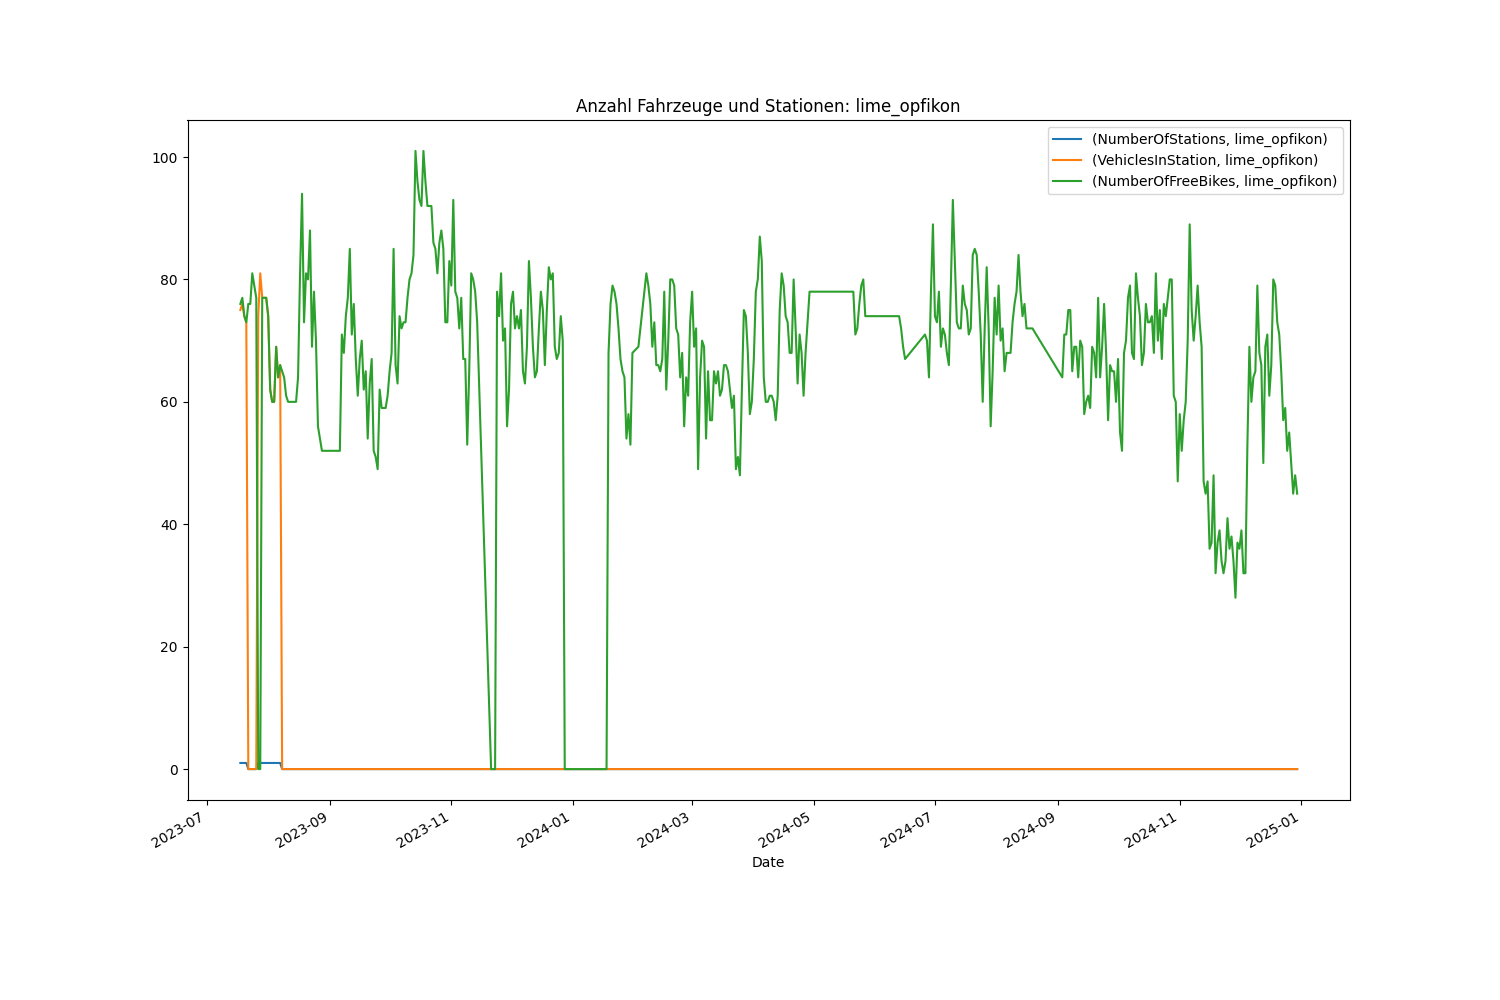 Anzahl Fahrzeuge und Stationen: lime_opfikon
(NumberOfStations, lime_opfikon)
(VehiclesInStation, lime_opfikon)
(NumberOfFreeBikes, lime_opfikon)
100
80
60
40
20
0
2023-07 2023-09 2023-11 2024-01 2024-03 2024-05 2024-07 2024-09 2024-11 2025-01
Date